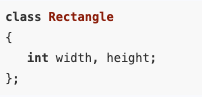 class Rectangle
{
   int width, height;
};